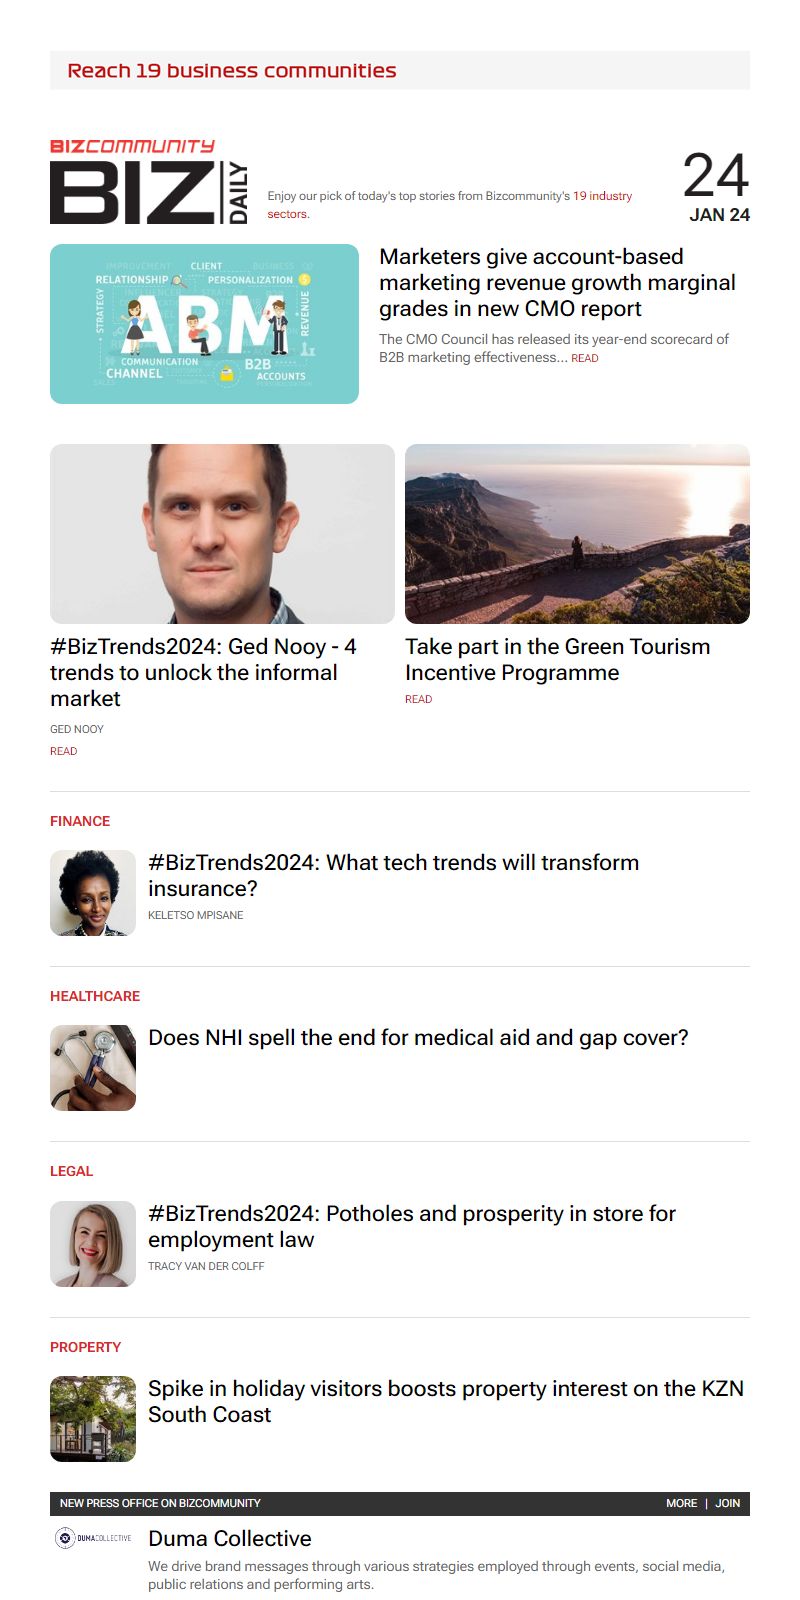 Reach 19 business communities
BIZCOMMUNITY
BIZ DAILY
Enjoy our pick of today's top stories from Bizcommunity's 19 industry
sectors.
24
JAN 24
CLIENT
BUSINESS
IMPROVEMENT
RELATIONSHIP
PERSONALIZATION
STRATEGY
ABM
REVENUE
COMMUNICATION
CHANNEL
B2B
ACCOUNTS
SALES
Marketers give account-based
marketing revenue growth marginal
grades in new CMO report
The CMO Council has released its year-end scorecard of
B2B marketing effectiveness... READ
#BizTrends2024: Ged Nooy - 4
trends to unlock the informal
market
GED NOOY
READ
Take part in the Green Tourism
Incentive Programme
READ
FINANCE
#BizTrends2024: What tech trends will transform
insurance?
KELETSO MPISANE
HEALTHCARE
Does NHI spell the end for medical aid and gap cover?
LEGAL
#BizTrends2024: Potholes and prosperity in store for
employment law
TRACY VAN DER COLFF
PROPERTY
Spike in holiday visitors boosts property interest on the KZN
South Coast
NEW PRESS OFFICE ON BIZCOMMUNITY
MORE | JOIN
DUMACOLLECTIVE
Duma Collective
We drive brand messages through various strategies employed through events, social media,
public relations and performing arts.